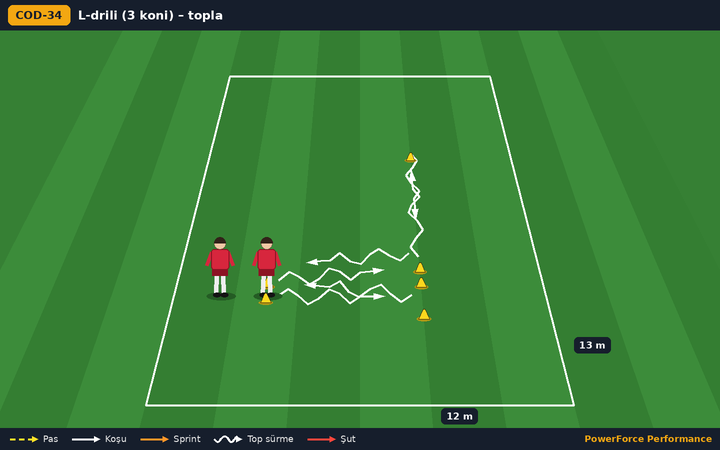 COD-34 L-drili (3 koni) – topla
13 m
12 m
Pas Koşu Sprint Top sürme Şut PowerForce Performance